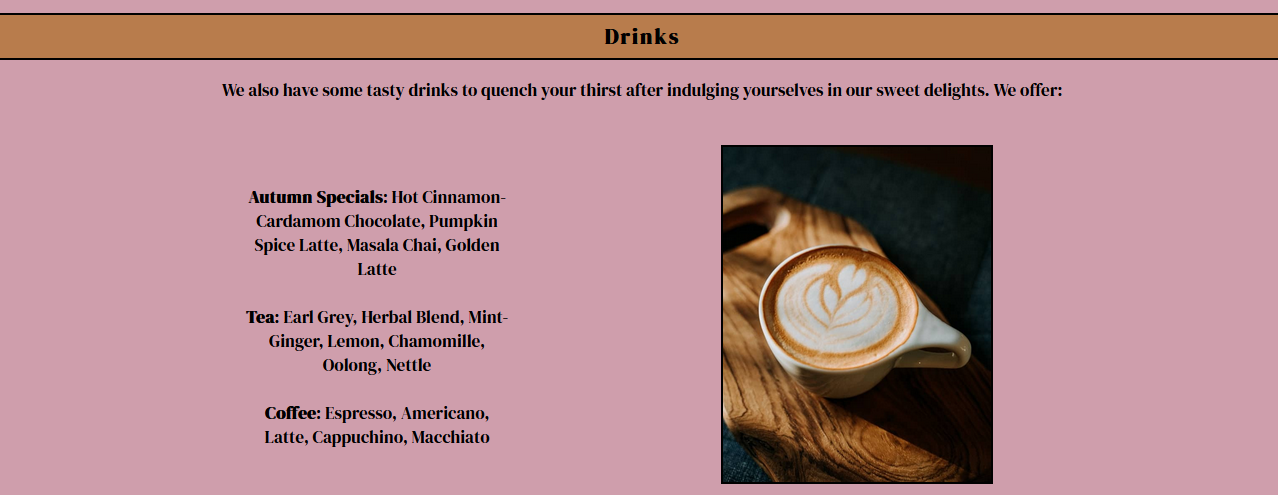 Drinks
We also have some tasty drinks to quench your thirst after indulging yourselves in our sweet delights. We offer:
Autumn Specials: Hot Cinnamon-
Cardamom Chocolate, Pumpkin
Spice Latte, Masala Chai, Golden
Latte
Tea: Earl Grey, Herbal Blend, Mint-
Ginger, Lemon, Chamomille,
Oolong, Nettle
Coffee: Espresso, Americano,
Latte, Cappuchino, Macchiato